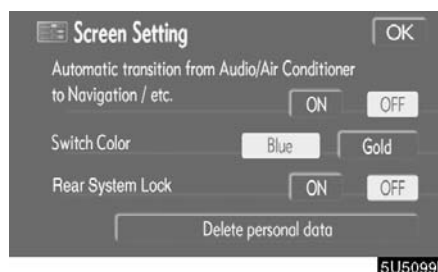 Screen Setting OK
Automatic transition from Audio/Air Conditioner
to Navigation / etc. ON OFF
Switch Color Blue Gold
Rear System Lock ON OFF
Delete personal data
5U5099